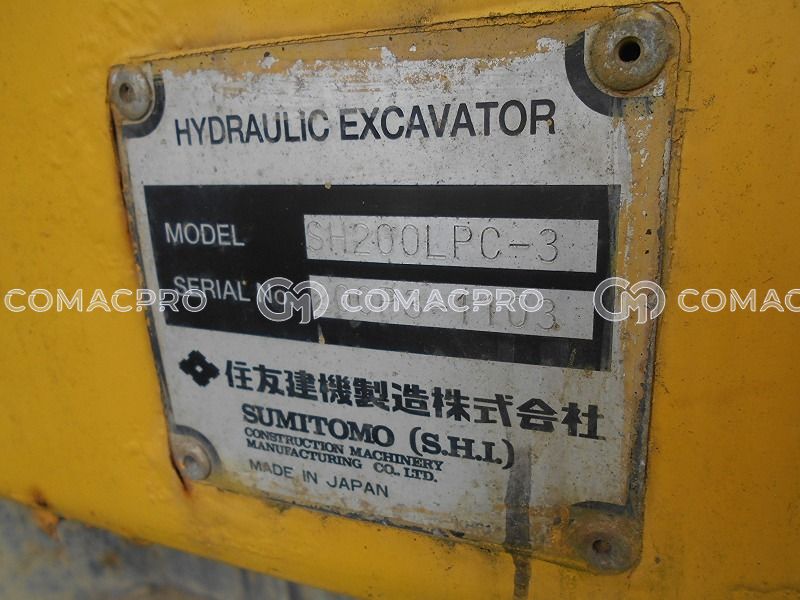 HYDRAULIC EXCAVATOR
MODEL SH200LPC-3
SERIAL NO.
COMACPRO COMACPRO COM
住友建機製造株式会社
SUMITOMO (S.H.I.)
CONSTRUCTION MACHINERY
MANUFACTURING CO., LTD.
MADE IN JAPAN